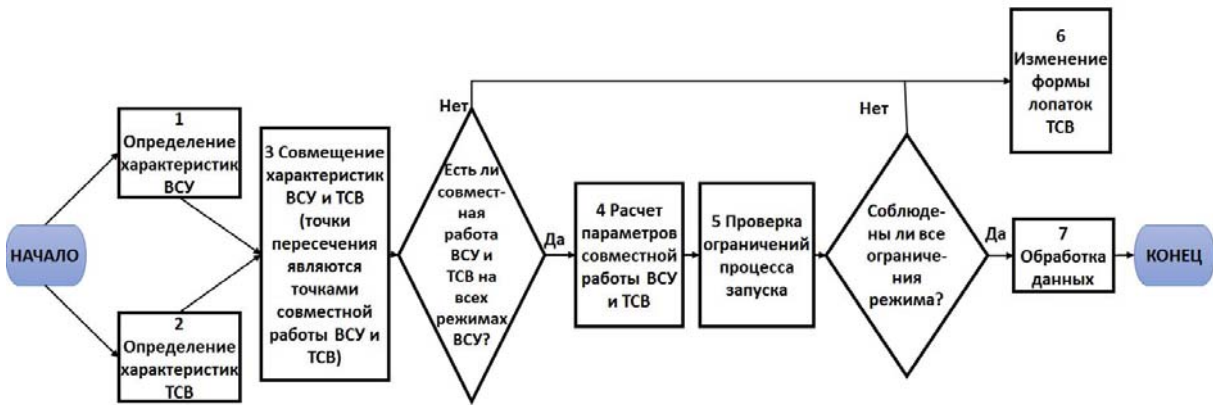 НАЧАЛО
1
Определение
характеристик
ВСУ
2
Определение
характеристик
ТСВ
3 Совмещение
характеристик
ВСУ и ТСВ
(точки
пересечения
являются
точками
совместной
работы ВСУ и
ТСВ)
Нет
Есть ли
совмест-
ная
работа
ВСУ и
ТСВ на
всех
режимах
ВСУ?
Да
4 Расчет
параметров
совместной
работы ВСУ
и ТСВ
5 Проверка
ограничений
процесса
запуска
Нет
Соблюде-
ны ли все
ограниче-
ния
режима?
Да
6
Изменение
формы
лопаток
ТСВ
7
Обработка
данных
КОНЕЦ